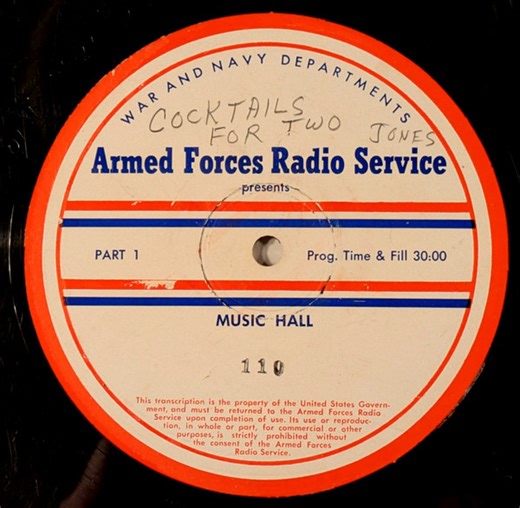 WAR AND NAVY DEPARTMENTS
COCKTAILS
FOR TWO JONES
Armed Forces Radio Service
presents
PART 1 Prog. Time & Fill 30:00
MUSIC HALL
110
This transcription is the property of the United States Govern-
ment, and must be returned to the Armed Forces Radio
Service upon completion of use. Its use or reproduc-
tion, in whole or part, for commercial or other
purposes, is strictly prohibited without
the consent of the Armed Forces
Radio Service.